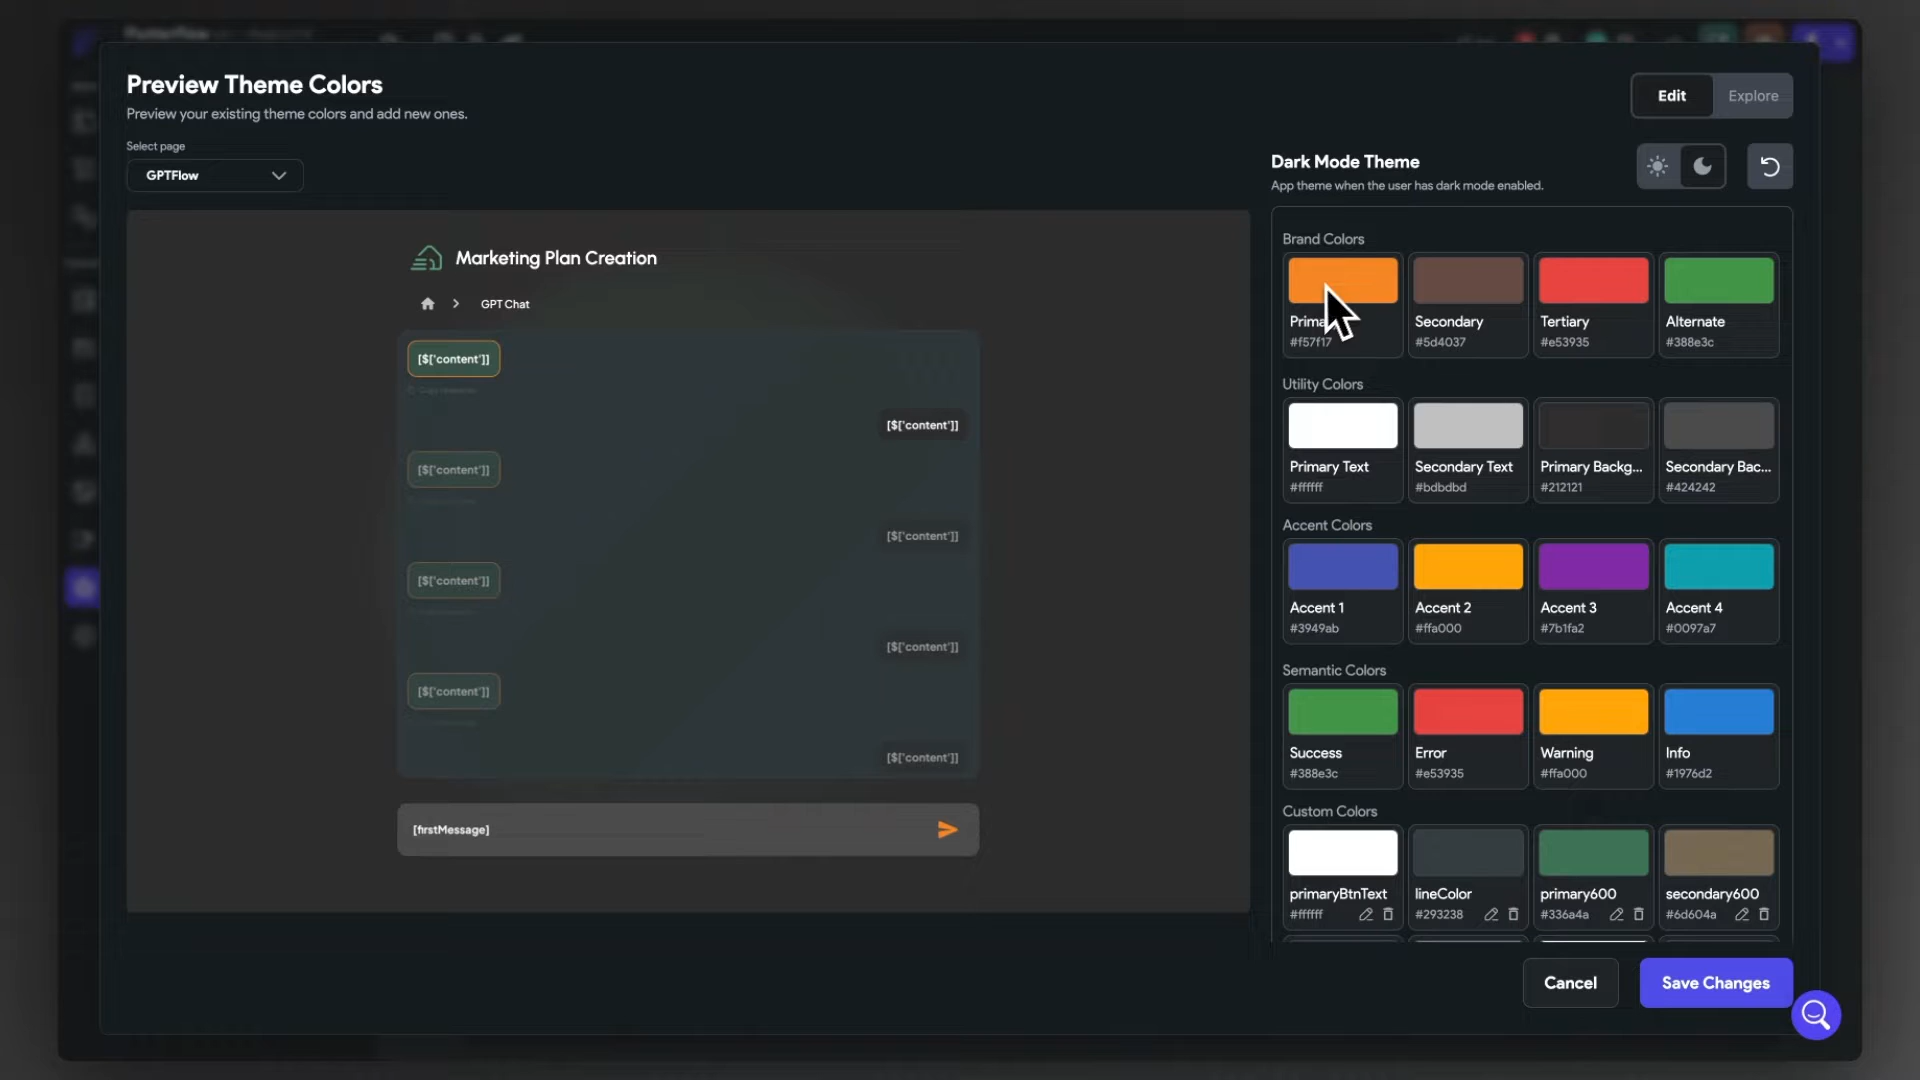 Preview Theme Colors
Preview your existing theme colors and add new ones.
Edit
Explore
Select page
GPTFlow
Dark Mode Theme
App theme when the user has dark mode enabled.
Marketing Plan Creation
GPT Chat
[$['content']]
[$['content']]
[$['content']]
[$['content']]
[$['content']]
[$['content']]
[$['content']]
[$['content']]
[firstMessage]
Brand Colors
Secondary
Tertiary
Alternate
#f57f17
#5d4037
#e53935
#388e3c
Utility Colors
Primary Text
Secondary Text
Primary Backg...
Secondary Bac...
#ffffff
#bdbdbd
#212121
#424242
Accent Colors
Accent 1
Accent 2
Accent 3
Accent 4
#3949ab
#ffa000
#7b1fa2
#0097a7
Semantic Colors
Success
Error
Warning
Info
#388e3c
#e53935
#ffa000
#1976d2
Custom Colors
primaryBtnText
lineColor
primary600
secondary600
#ffffff
#293238
#336a4a
#6d604a
Cancel
Save Changes